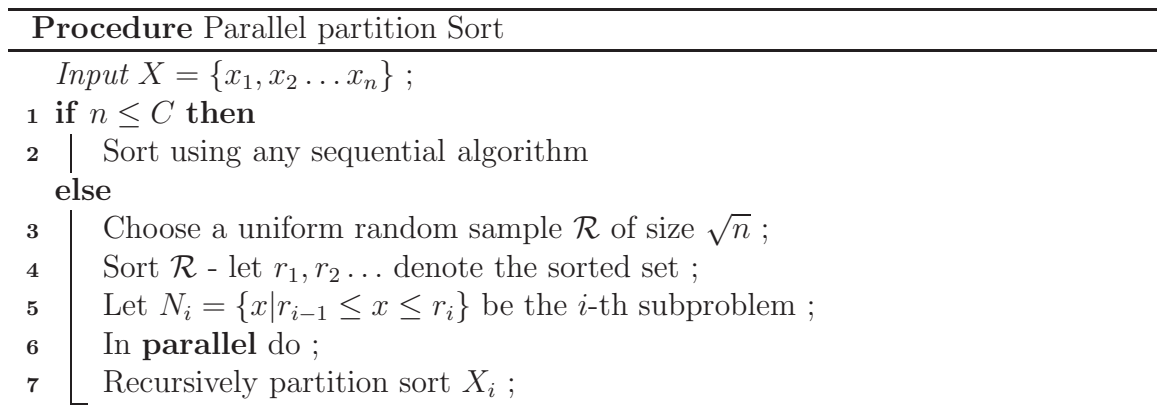 Procedure Parallel partition Sort
Input X = {x₁, x₂ … xₙ} ;
1 if n ≤ C then
2 Sort using any sequential algorithm
else
3 Choose a uniform random sample ℛ of size √n ;
4 Sort ℛ - let r₁, r₂ … denote the sorted set ;
5 Let Nᵢ = {x|rᵢ₋₁ ≤ x ≤ rᵢ} be the i-th subproblem ;
6 In parallel do ;
7 Recursively partition sort Xᵢ ;